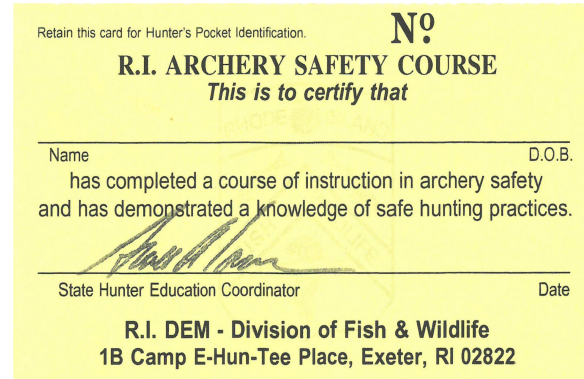 Retain this card for Hunter's Pocket Identification. Nº
R.I. ARCHERY SAFETY COURSE
This is to certify that
RHODE ISLAND
Name D.O.B.
has completed a course of instruction in archery safety
and has demonstrated a knowledge of safe hunting practices.
State Hunter Education Coordinator Date
R.I. DEM - Division of Fish & Wildlife
1B Camp E-Hun-Tee Place, Exeter, RI 02822